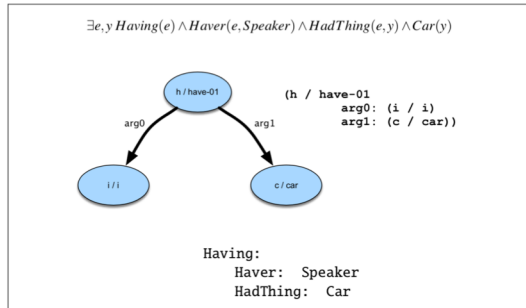 ∃e,y Having(e) ∧ Haver(e,Speaker) ∧ HadThing(e,y) ∧ Car(y)
h / have-01
(h / have-01
arg0: (i / i)
arg1: (c / car))
arg0
arg1
i / i
c / car
Having:
Haver: Speaker
HadThing: Car